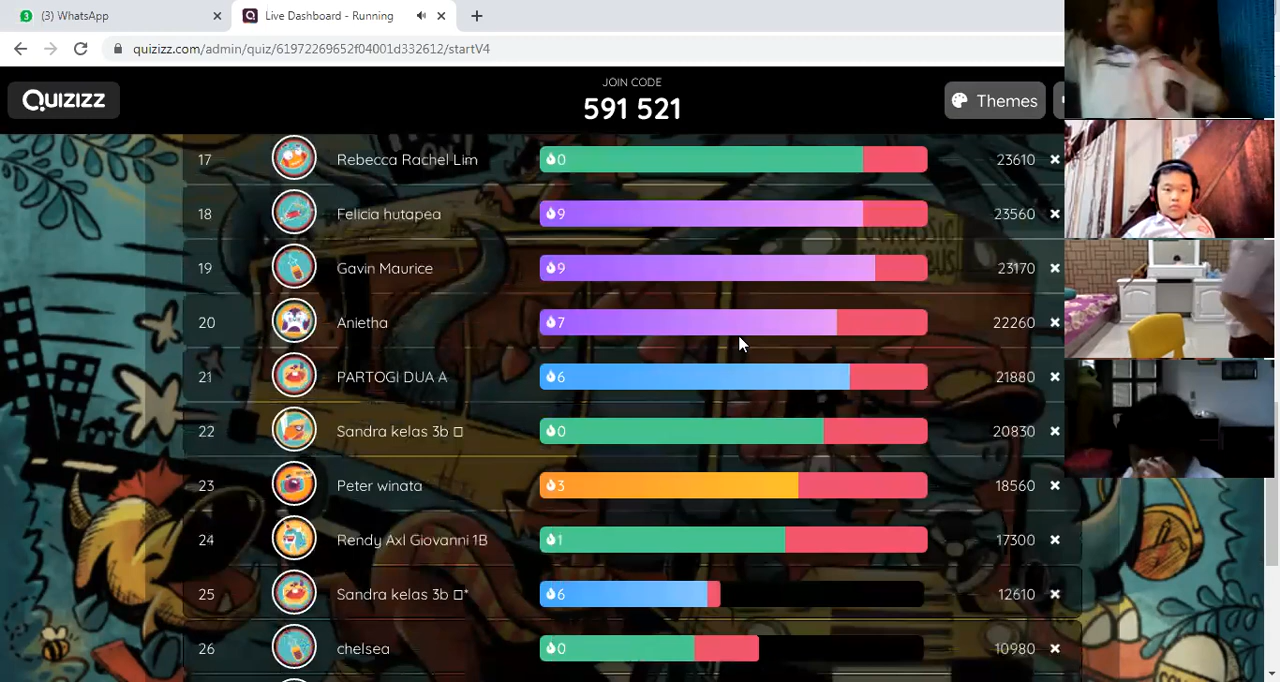 3 (3) WhatsApp
Live Dashboard - Running
quizizz.com/admin/quiz/61972269652f04001d332612/startV4
QUIZIZZ
JOIN CODE
591 521
Themes
17 Rebecca Rachel Lim 0 23610
18 Felicia hutapea 9 23560
19 Gavin Maurice 9 23170
20 Anietha 7 22260
21 PARTOGI DUA A 6 21880
22 Sandra kelas 3b □ 0 20830
23 Peter winata 3 18560
24 Rendy Axl Giovanni 1B 1 17300
25 Sandra kelas 3b □* 6 12610
26 chelsea 0 10980